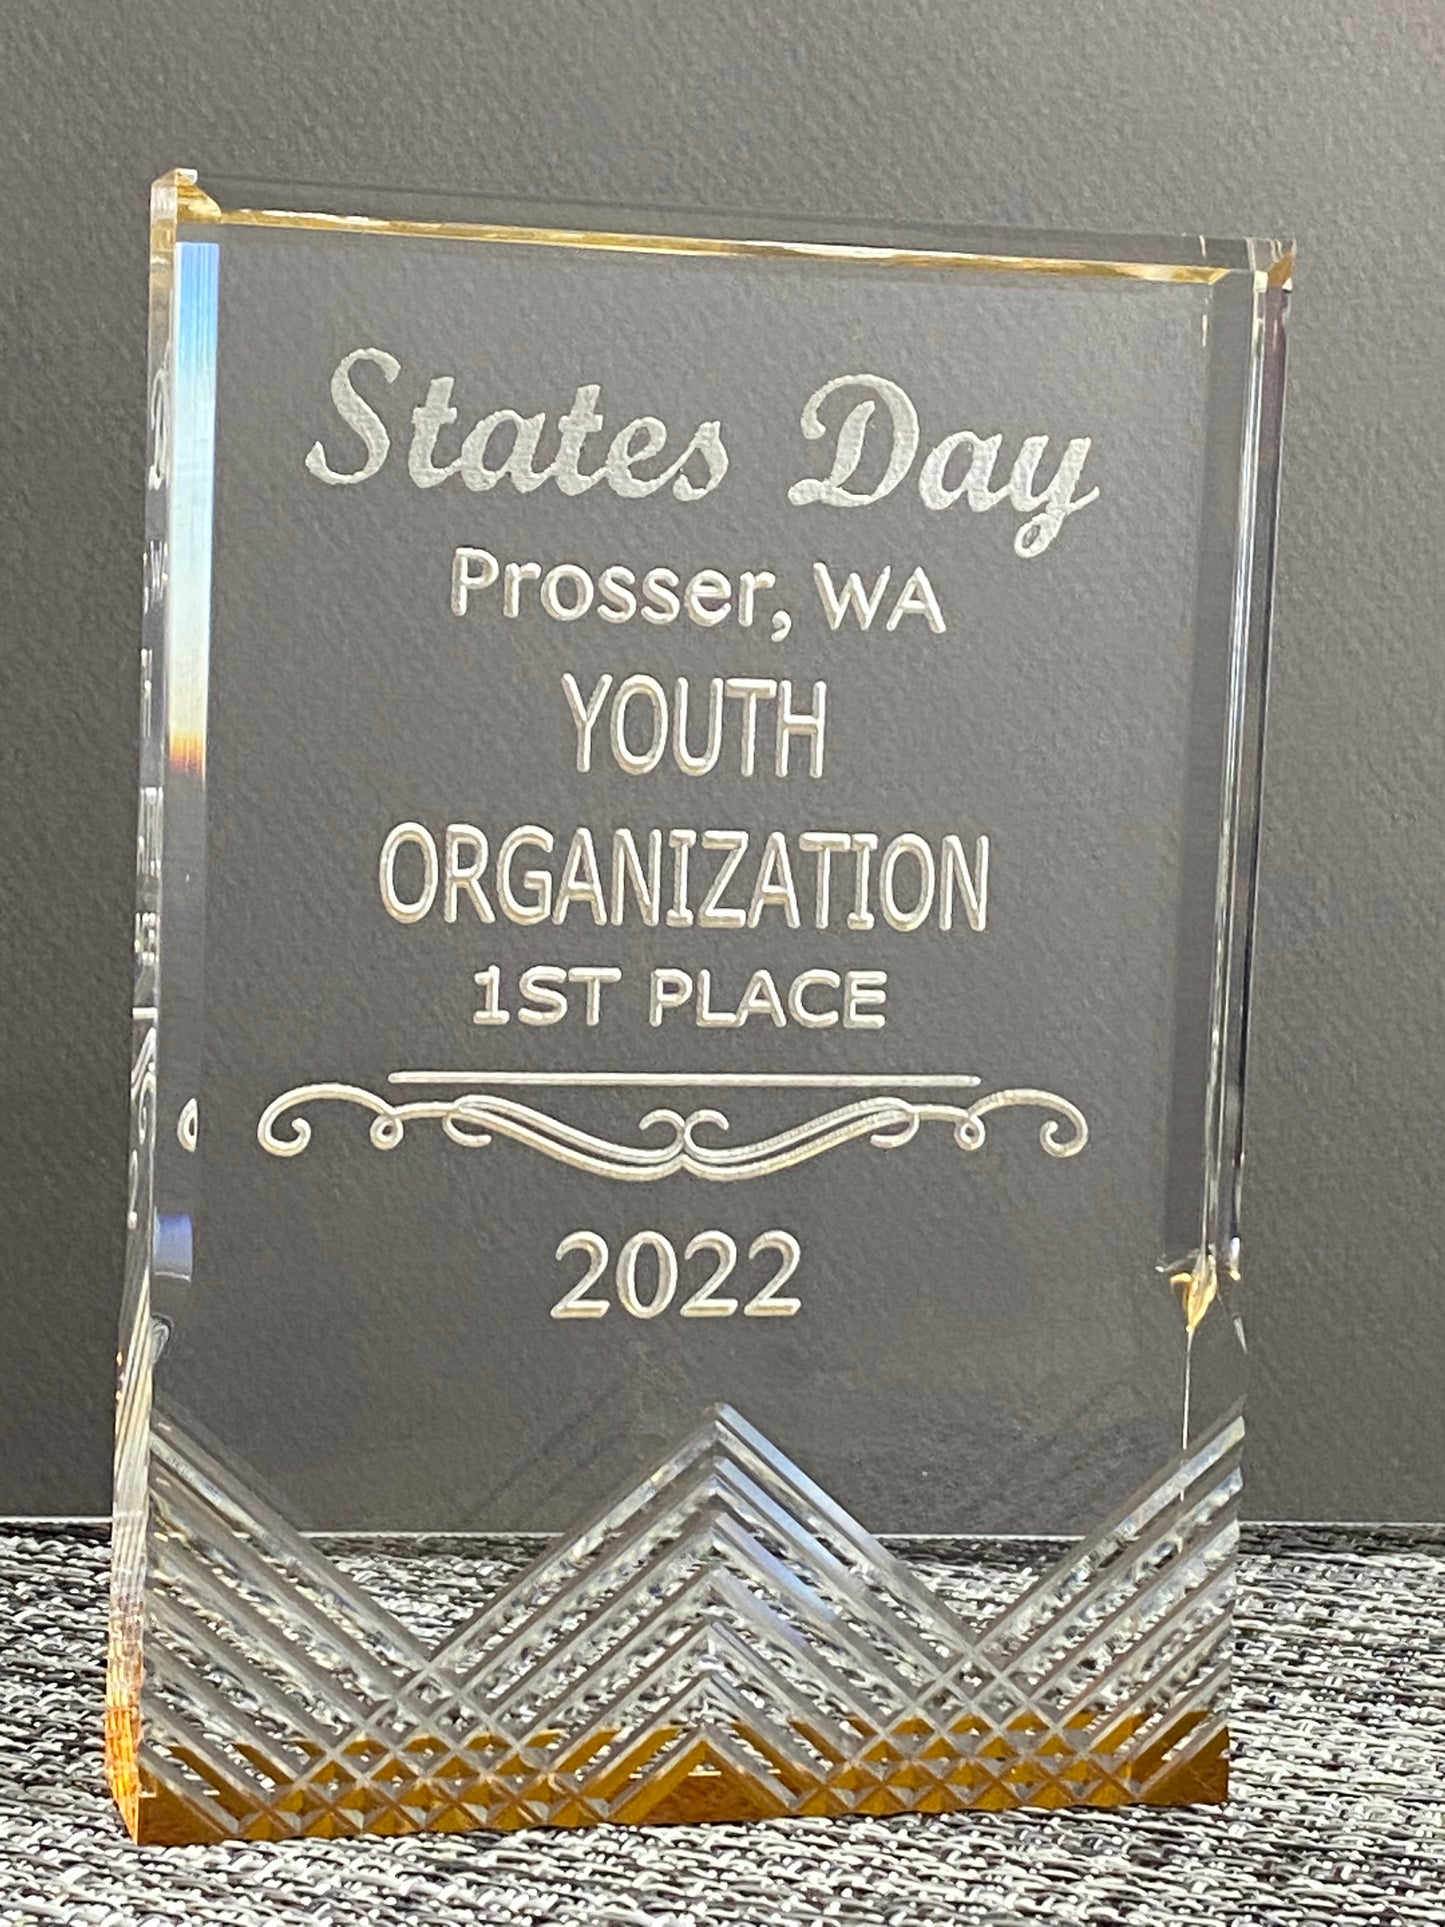 States Day
Prosser, WA
YOUTH
ORGANIZATION
1ST PLACE
2022